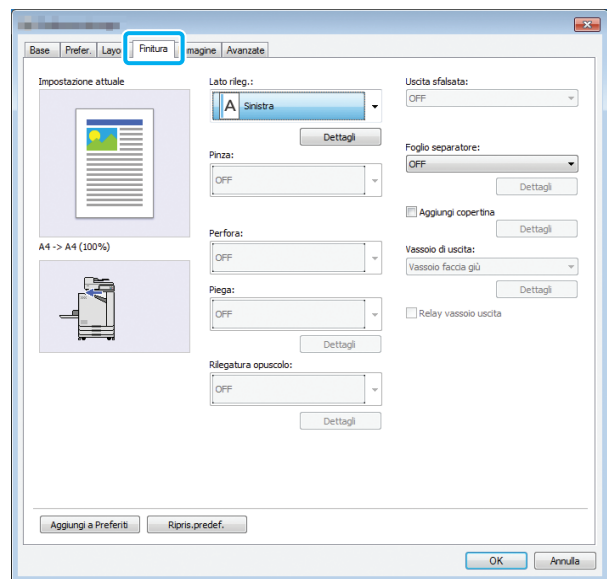 Base Prefer. Layo Finitura magine Avanzate
Impostazione attuale
A4 -> A4 (100%)
Lato rileg.:
A Sinistra
Dettagli
Pinza:
OFF
Perfora:
OFF
Piega:
OFF
Dettagli
Rilegatura opuscolo:
OFF
Dettagli
Uscita sfalsata:
OFF
Foglio separatore:
OFF
Dettagli
Aggiungi copertina
Dettagli
Vassoio di uscita:
Vassoio faccia giù
Dettagli
Relay vassoio uscita
Aggiungi a Preferiti Ripris.predef.
OK Annulla